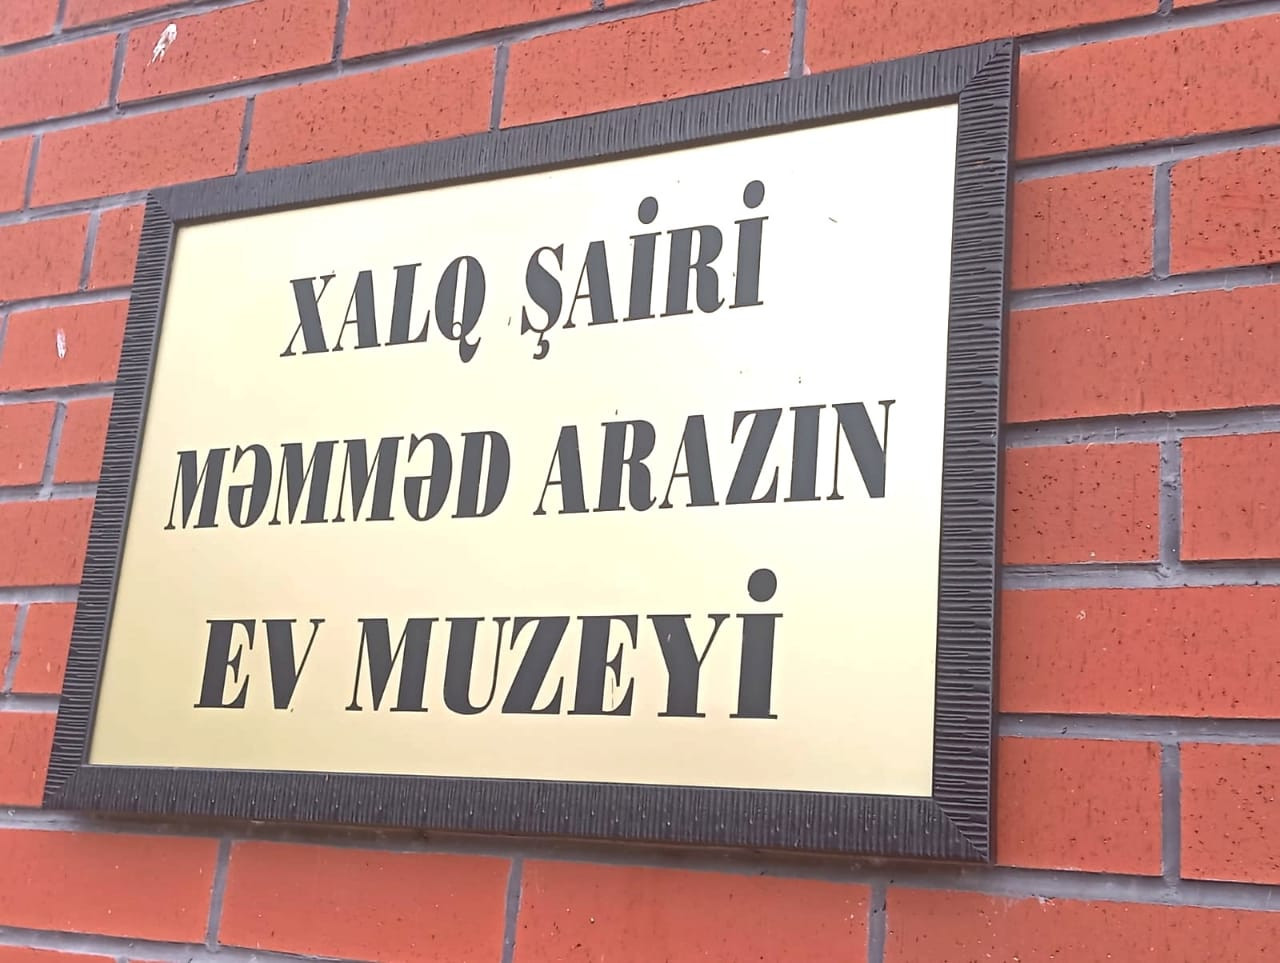 XALQ ŞAİRİ
MƏMMƏD ARAZIN
EV MUZEYİ